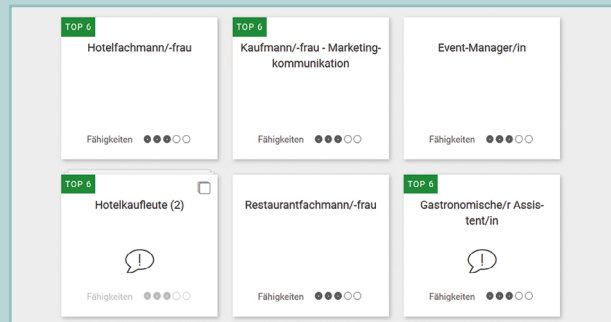 TOP 6
Hotelfachmann/-frau
Fähigkeiten
TOP 6
Kaufmann/-frau - Marketing-
kommunikation
Fähigkeiten
Event-Manager/in
Fähigkeiten
TOP 6
Hotelkaufleute (2)
!
Fähigkeiten
Restaurantfachmann/-frau
Fähigkeiten
TOP 6
Gastronomische/r Assis-
tent/in
!
Fähigkeiten